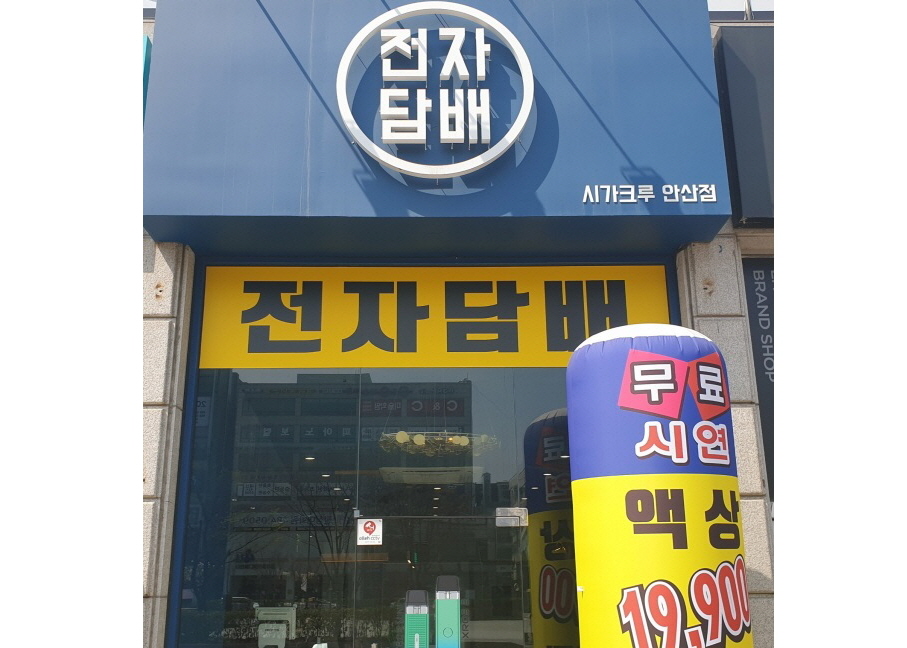 전자
담배
시가크루 안산점
전자담배
BRAND SHOP
무료
시연
액상
19,900